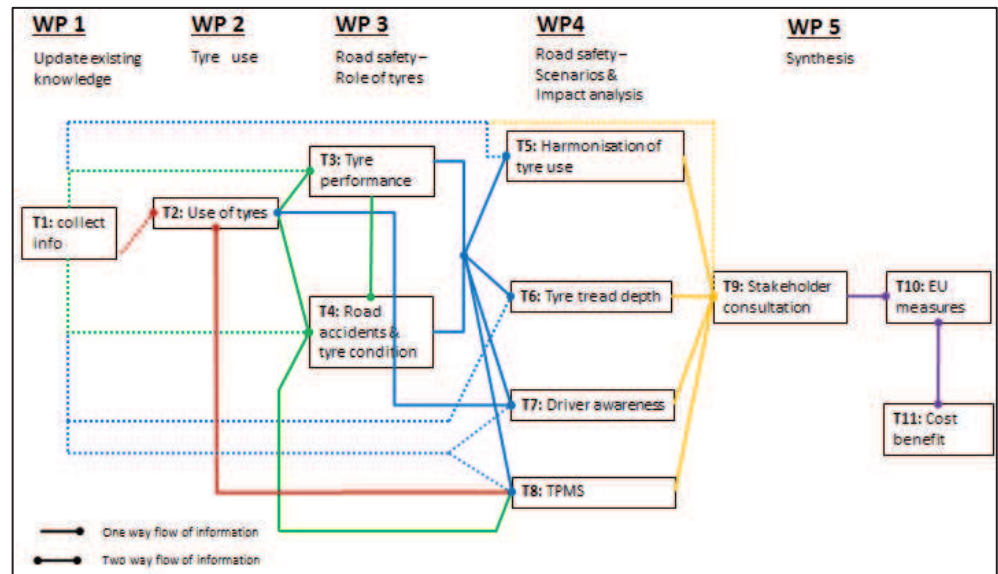 WP 1
Update existing
knowledge
WP 2
Tyre use
WP 3
Road safety–
Role of tyres
WP4
Road safety–
Scenarios &
Impact analysis
WP 5
Synthesis
T1: collect
info
T2: Use of tyres
T3: Tyre
performance
T4: Road
accidents &
tyre condition
T5: Harmonisation of
tyre use
T6: Tyre tread depth
T7: Driver awareness
T8: TPMS
T9: Stakeholder
consultation
T10: EU
measures
T11: Cost
benefit
One way flow of information
Two way flow of information